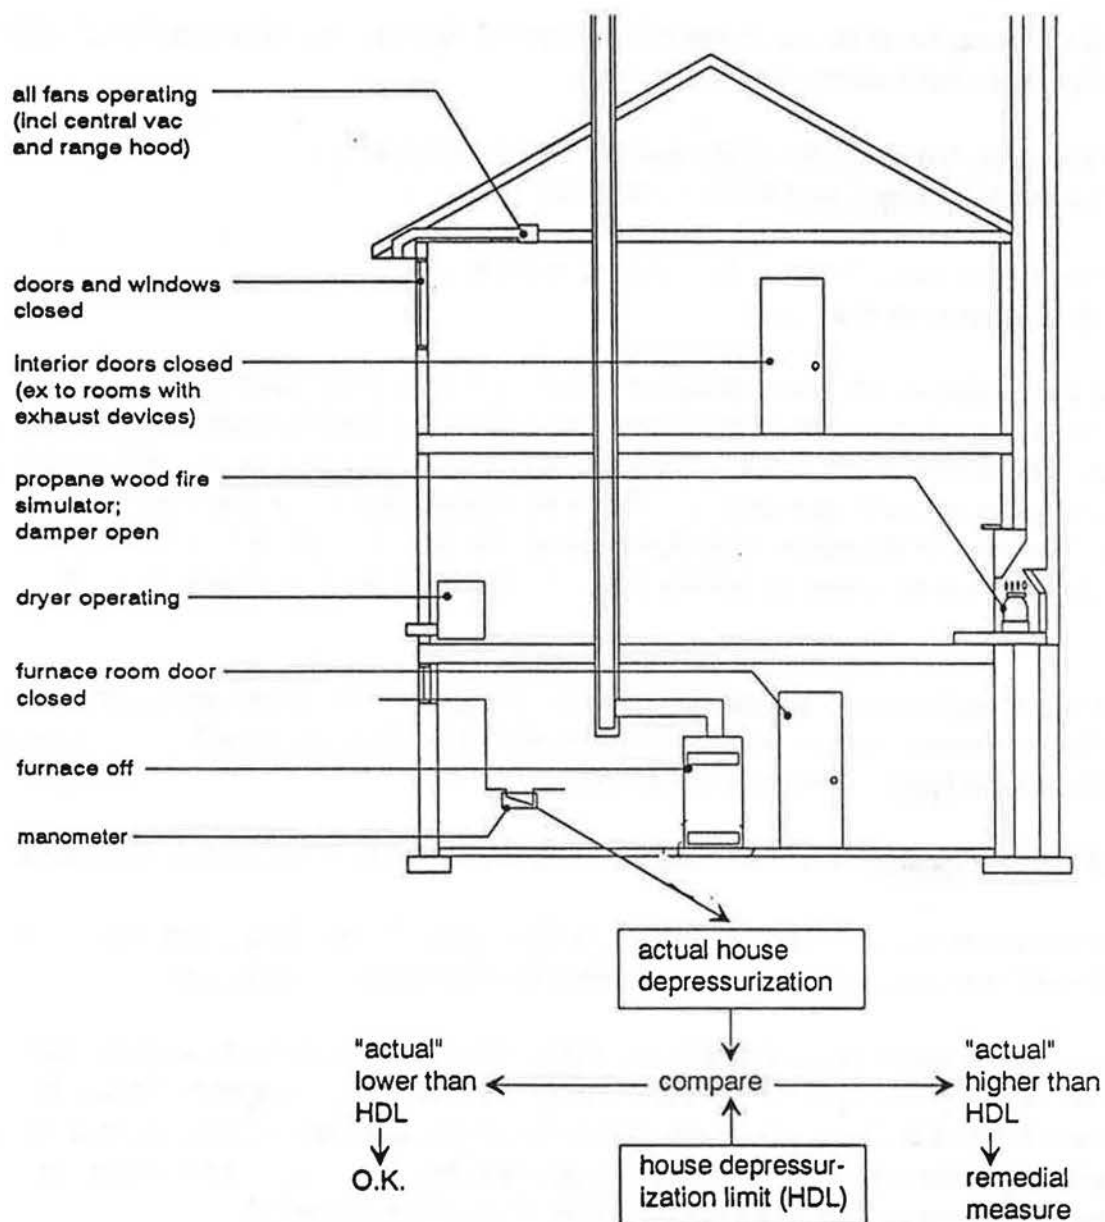 all fans operating
(incl central vac
and range hood)
doors and windows
closed
interior doors closed
(ex to rooms with
exhaust devices)
propane wood fire
simulator;
damper open
dryer operating
furnace room door
closed
furnace off
manometer
actual house
depressurization
"actual"
lower than
HDL
compare
"actual"
higher than
HDL
O.K.
house depressur-
ization limit (HDL)
remedial
measure